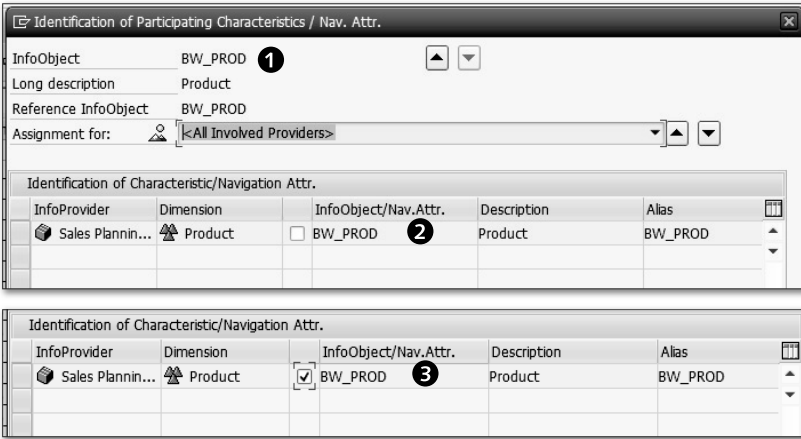 Identification of Participating Characteristics / Nav. Attr.
InfoObject BW_PROD 1
Long description Product
Reference InfoObject BW_PROD
Assignment for: <All Involved Providers>
Identification of Characteristic/Navigation Attr.
InfoProvider Dimension InfoObject/Nav.Attr. Description Alias
Sales Plannin... Product BW_PROD 2 Product BW_PROD
Identification of Characteristic/Navigation Attr.
InfoProvider Dimension InfoObject/Nav.Attr. Description Alias
Sales Plannin... Product BW_PROD 3 Product BW_PROD